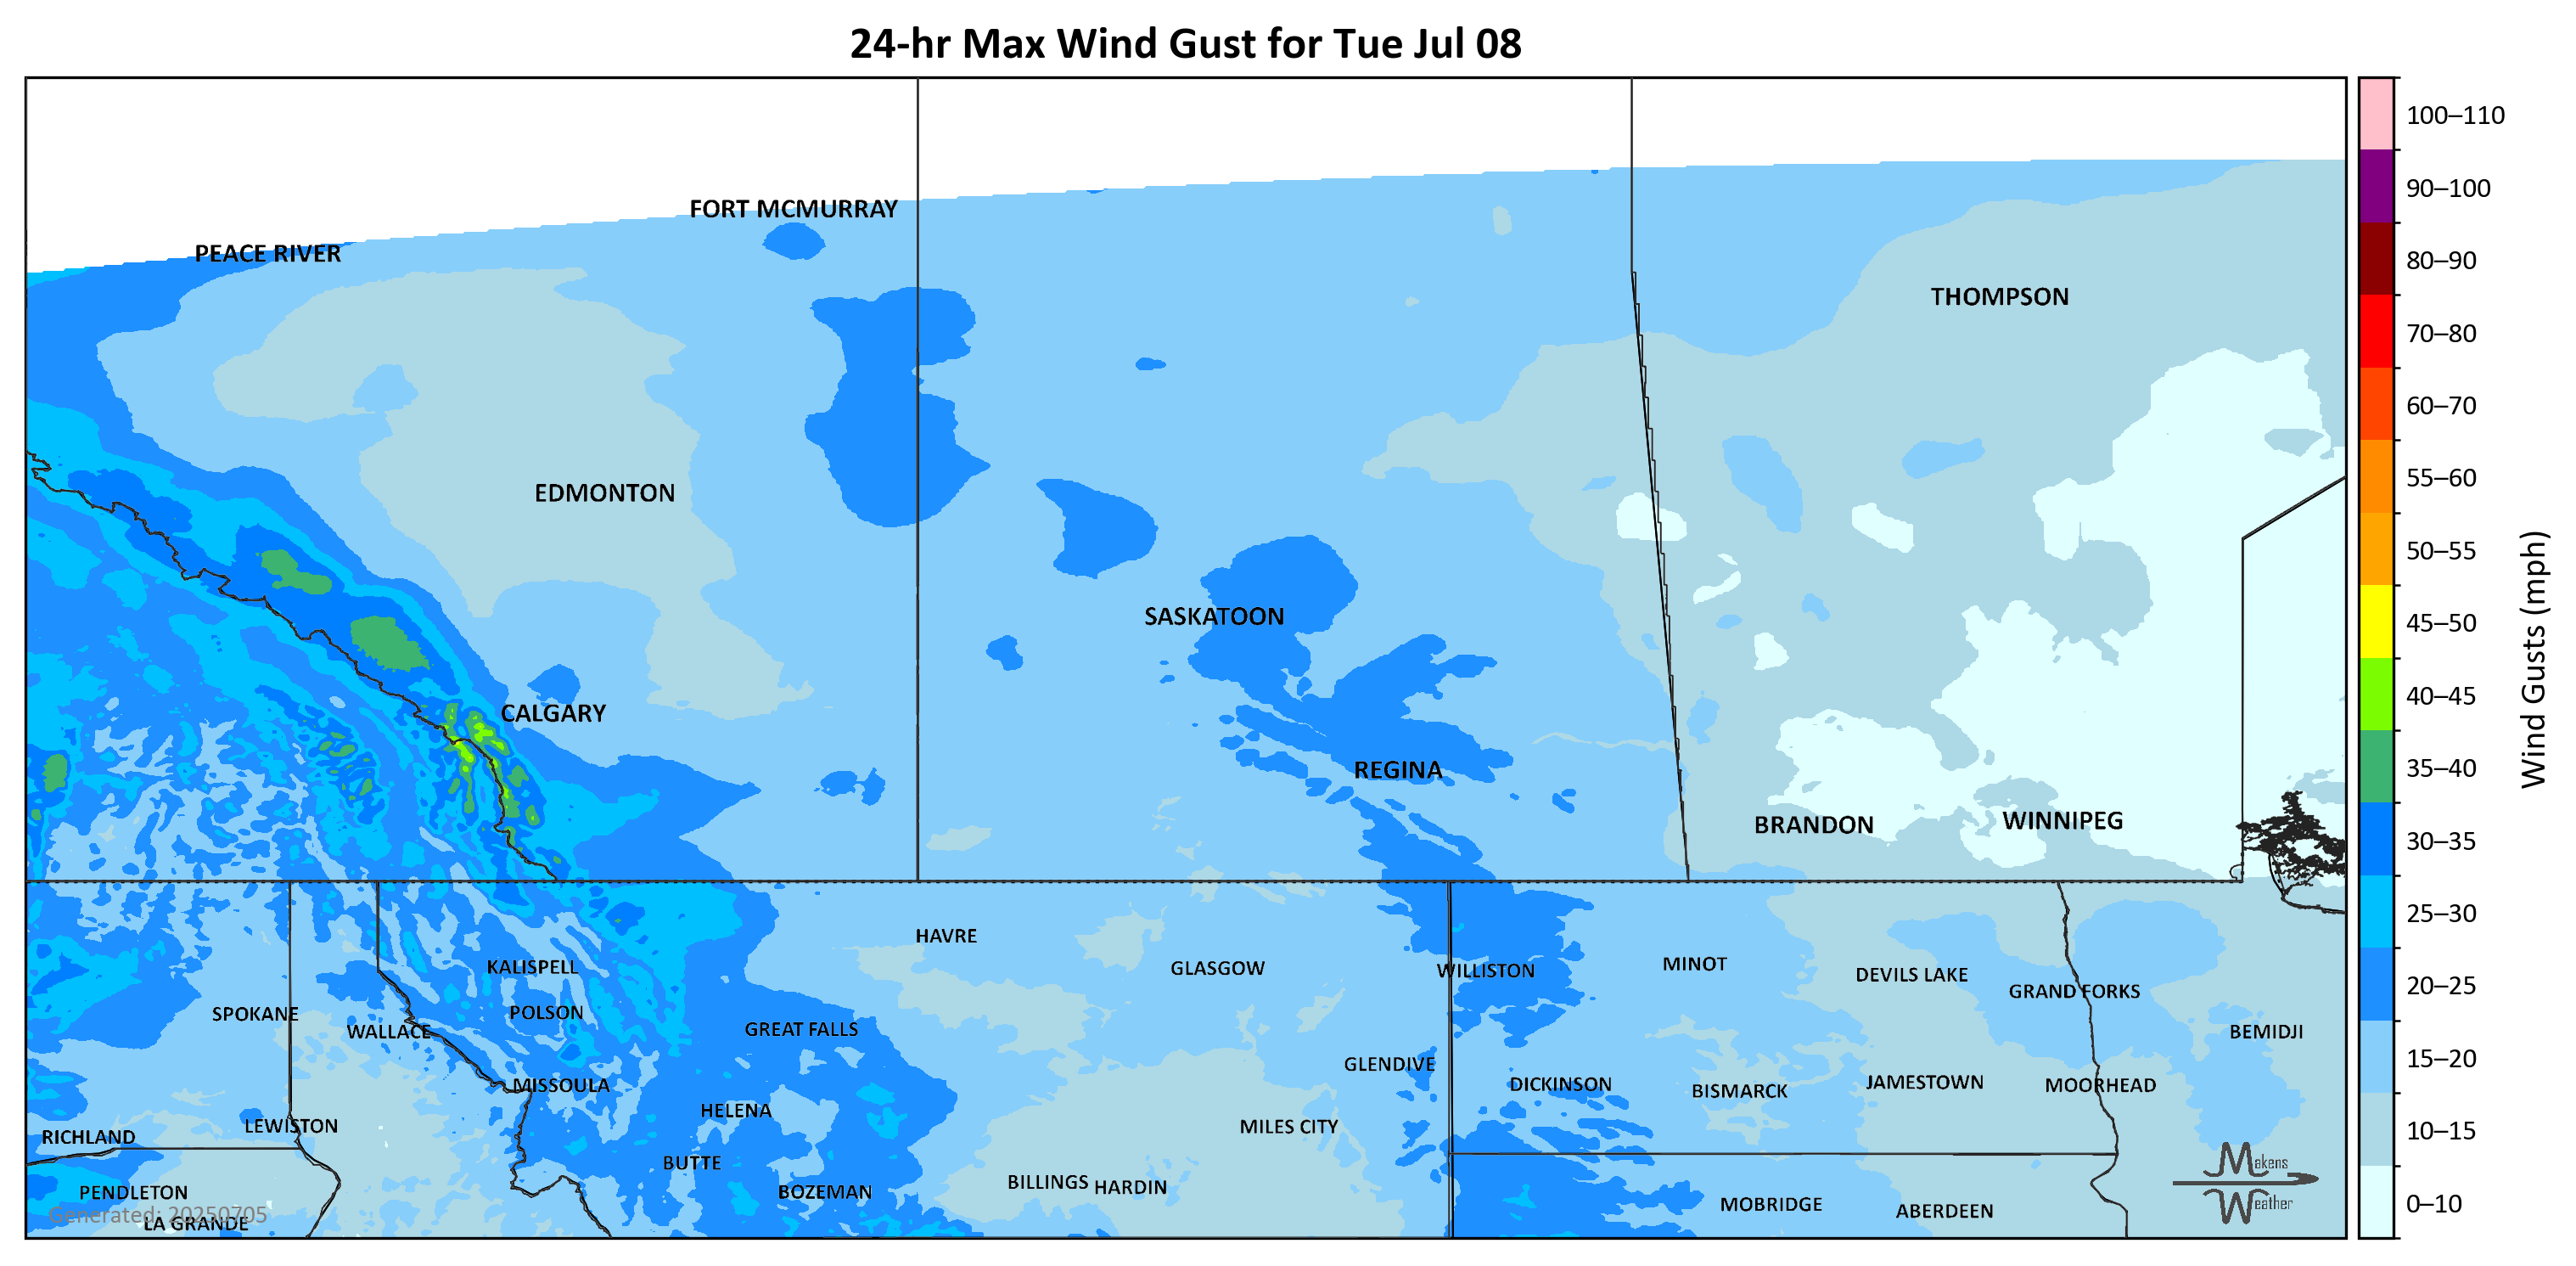 24-hr Max Wind Gust for Tue Jul 08
100–110
90–100
80–90
70–80
60–70
55–60
50–55
45–50
40–45
35–40
30–35
25–30
20–25
15–20
10–15
0–10
Wind Gusts (mph)
FORT MCMURRAY
PEACE RIVER
THOMPSON
EDMONTON
SASKATOON
CALGARY
REGINA
BRANDON
WINNIPEG
HAVRE
KALISPELL
GLASGOW
WILLISTON
MINOT
DEVILS LAKE
GRAND FORKS
SPOKANE
POLSON
WALLACE
GREAT FALLS
BEMIDJI
GLENDIVE
MISSOULA
DICKINSON
BISMARCK
JAMESTOWN
MOORHEAD
HELENA
LEWISTON
MILES CITY
RICHLAND
BUTTE
BILLINGS
HARDIN
PENDLETON
BOZEMAN
MOBRIDGE
ABERDEEN
Generated: 20250705
LA GRANDE
Makens
Weather